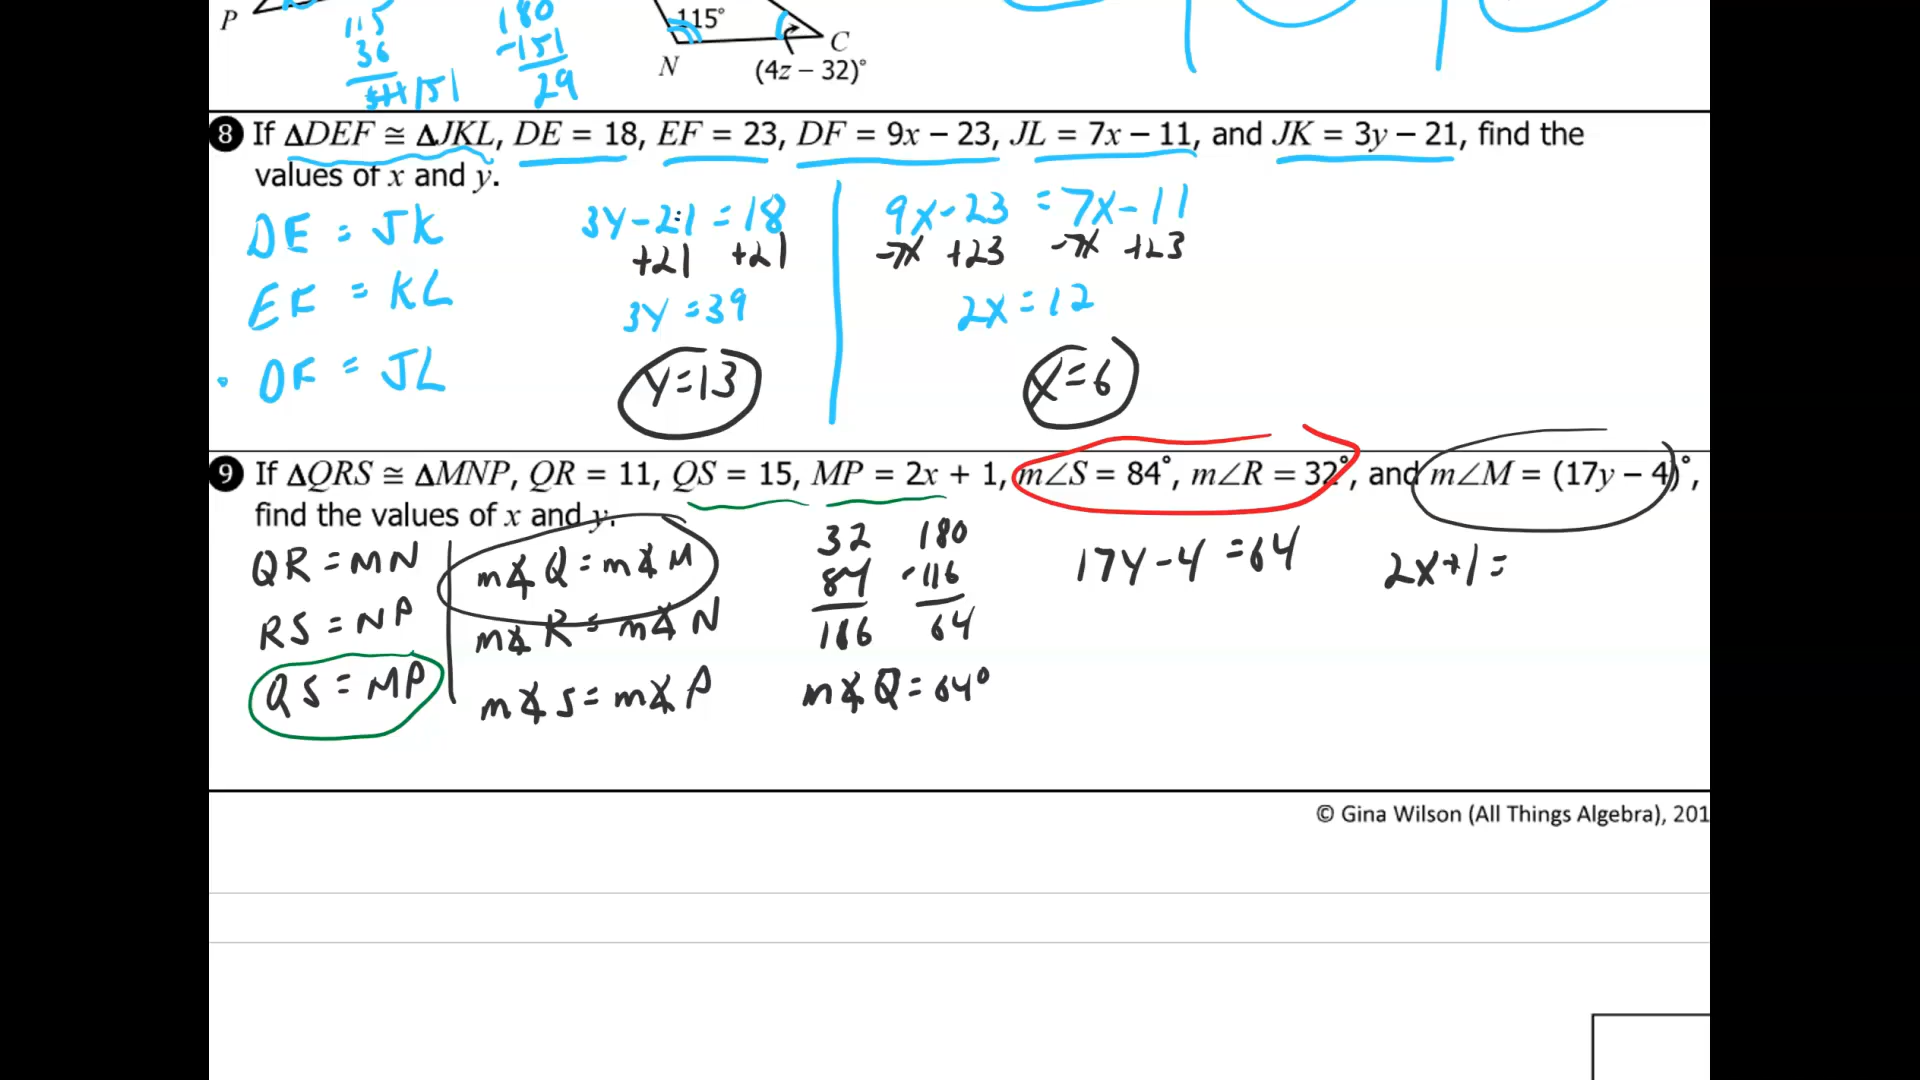 P
115
36
151
180
-151
29
115°
N
C
(4z – 32)°
8 If ΔDEF ≅ ΔJKL, DE = 18, EF = 23, DF = 9x – 23, JL = 7x – 11, and JK = 3y – 21, find the
values of x and y.
DE = JK
EF = KL
DF = JL
3y-21 = 18
+21 +21
3y = 39
y = 13
9x-23 = 7x-11
-7x +23 -7x +23
2x = 12
x = 6
9 If ΔQRS ≅ ΔMNP, QR = 11, QS = 15, MP = 2x + 1, m∠S = 84°, m∠R = 32°, and m∠M = (17y – 4)°,
find the values of x and y.
QR = MN
RS = NP
QS = MP
m∡Q = m∡M
m∡R = m∡N
m∡S = m∡P
32
84
116
180
-116
64
m∡Q = 64°
17y-4 = 64
2x+1 =
© Gina Wilson (All Things Algebra), 201